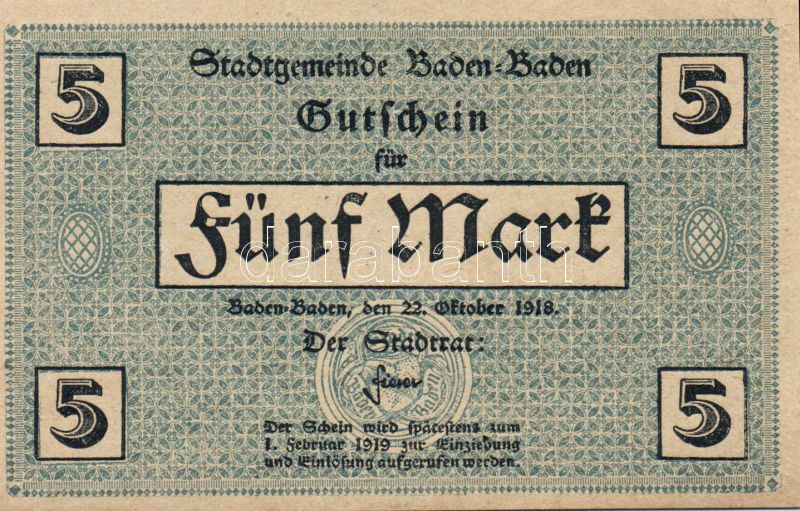 5 5
Stadtgemeinde Baden-Baden
Gutschein
für
Fünf Mark
darabanth
Baden-Baden, den 22. Oktober 1918.
Der Stadtrat:
5 5
Der Schein wird spätestens zum
1. Februar 1919 zur Einziehung
und Einlösung aufgerufen werden.